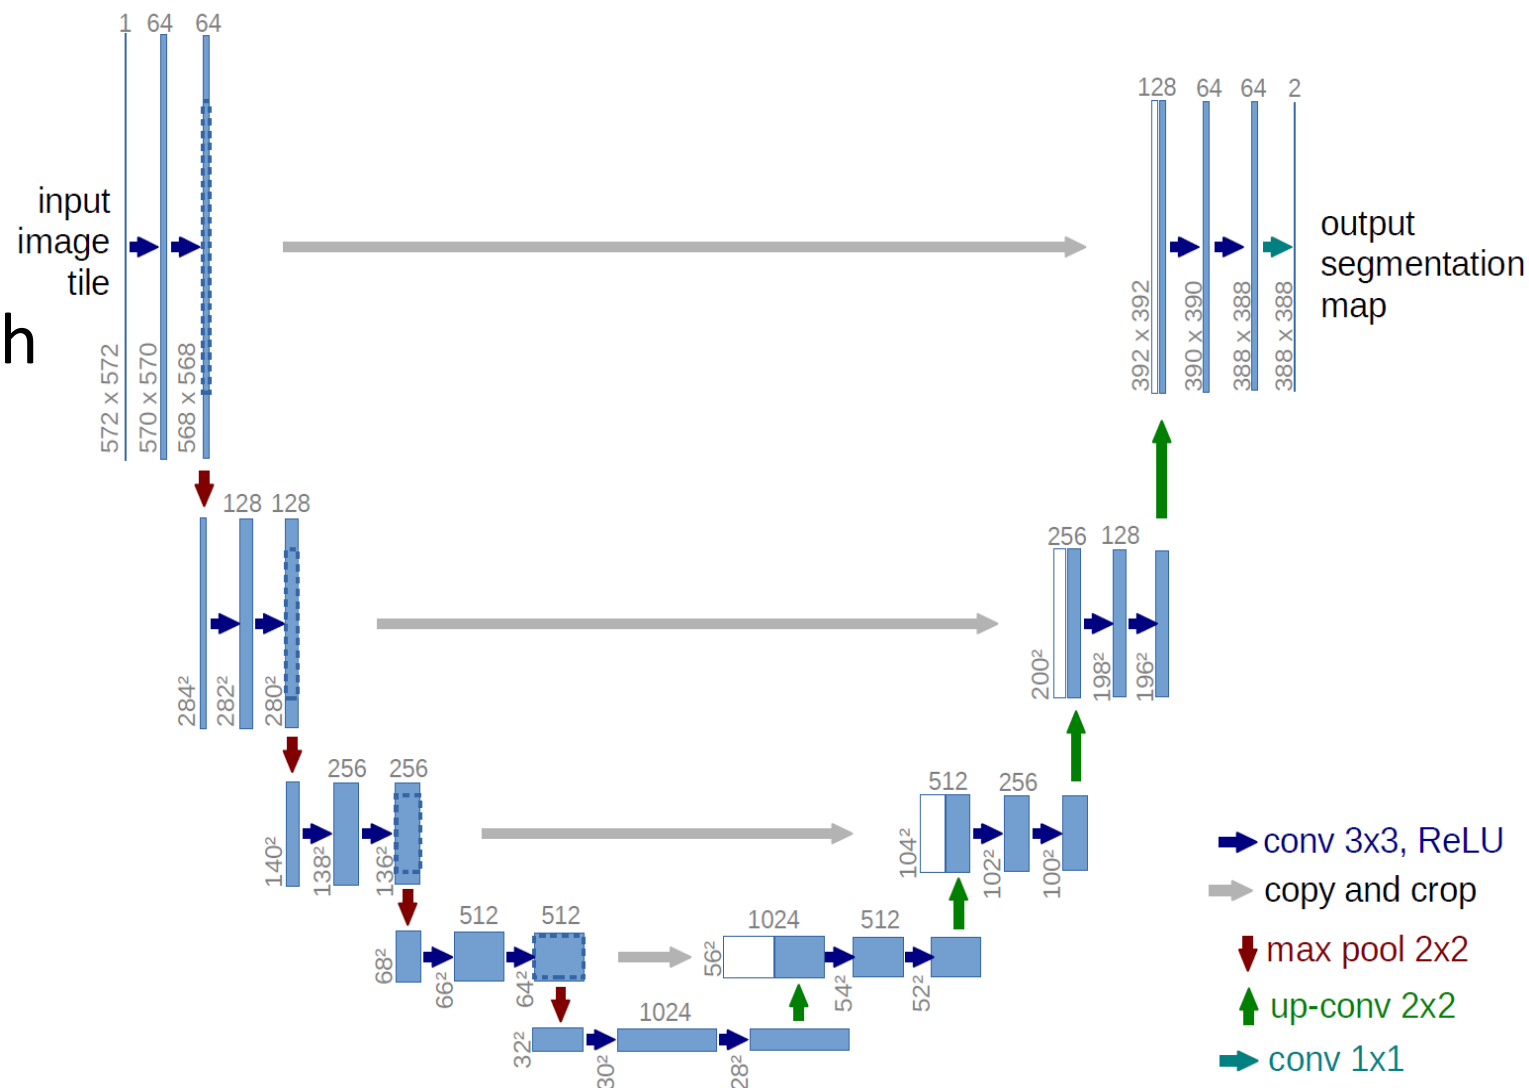 1 64 64
128 64 64 2
input
image
tile
output
segmentation
map
h
572 x 572
570 x 570
568 x 568
392 x 392
390 x 390
388 x 388
388 x 388
128 128
256 128
284²
282²
280²
200²
198²
196²
256 256
512 256
140²
138²
136²
104²
102²
100²
512 512
1024 512
68²
66²
64²
56²
54²
52²
1024
32²
30²
28²
conv 3x3, ReLU
copy and crop
max pool 2x2
up-conv 2x2
conv 1x1